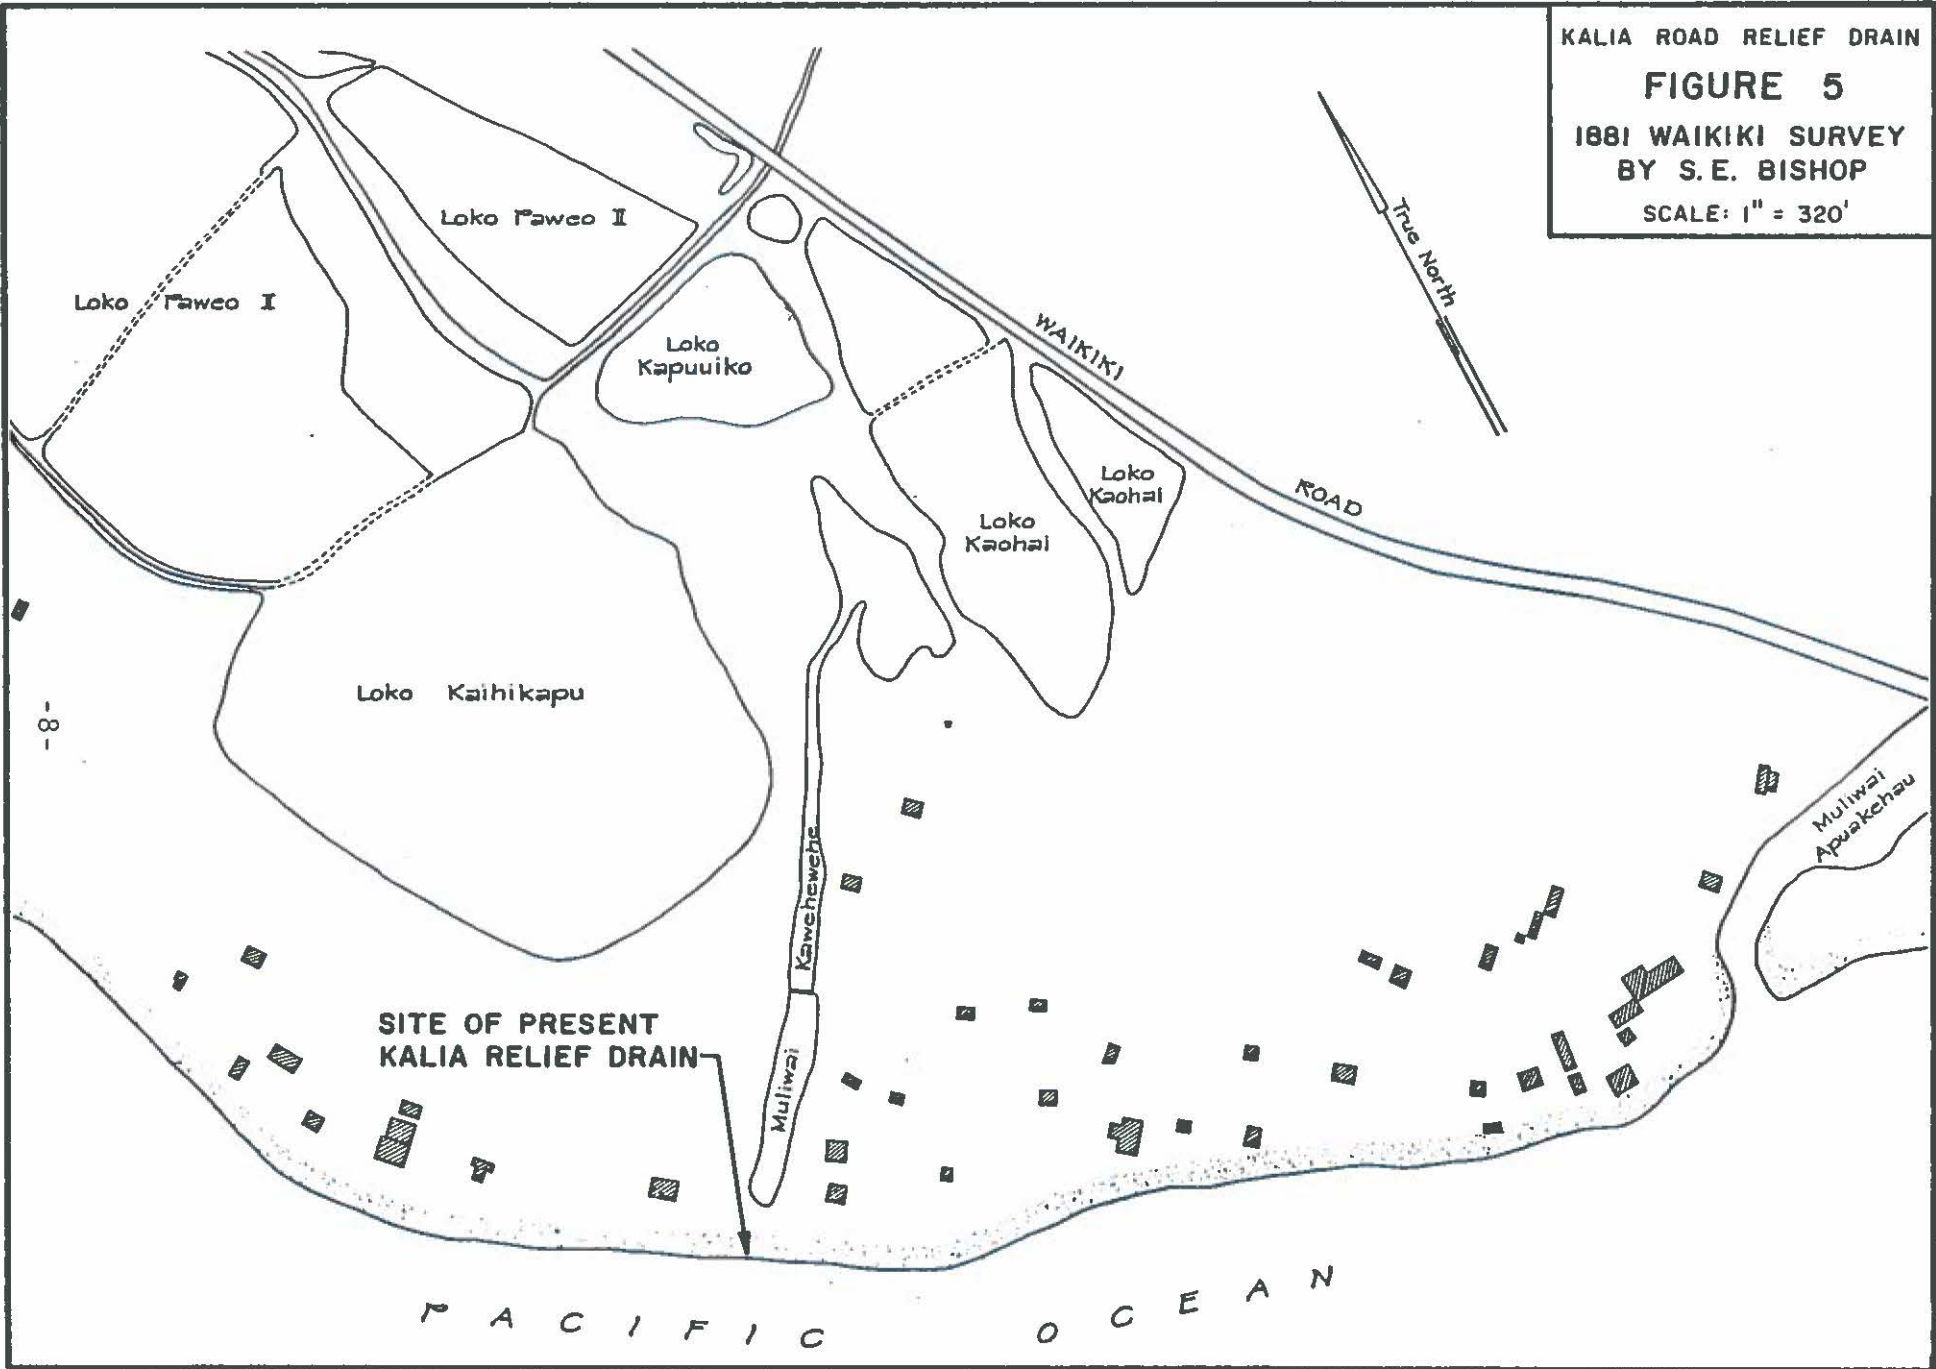 KALIA ROAD RELIEF DRAIN
FIGURE 5
1881 WAIKIKI SURVEY
BY S. E. BISHOP
SCALE: 1" = 320'
True North
Loko Paweo II
Loko Paweo I
Loko
Kapuuiko
WAIKIKI
ROAD
Loko
Kaohai
Loko
Kaohai
Loko Kaihikapu
-8-
Kawehewehe
Muliwai
Muliwai
Apuakehau
SITE OF PRESENT
KALIA RELIEF DRAIN
PACIFIC OCEAN